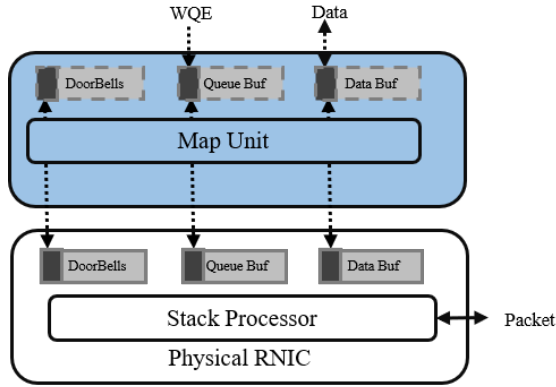 WQE Data
DoorBells Queue Buf Data Buf
Map Unit
DoorBells Queue Buf Data Buf
Stack Processor
Packet
Physical RNIC